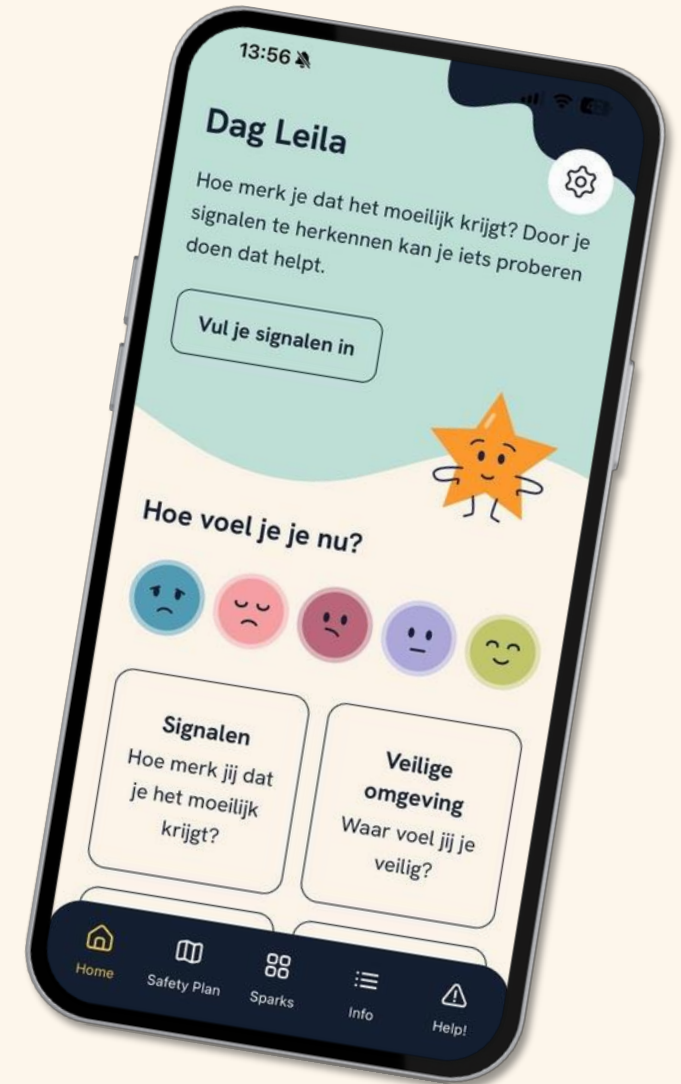 13:56
Dag Leila
Hoe merk je dat het moeilijk krijgt? Door je
signalen te herkennen kan je iets proberen
doen dat helpt.
Vul je signalen in
Hoe voel je je nu?
Signalen
Hoe merk jij dat
je het moeilijk
krijgt?
Veilige
omgeving
Waar voel jij je
veilig?
Home
Safety Plan
Sparks
Info
Help!